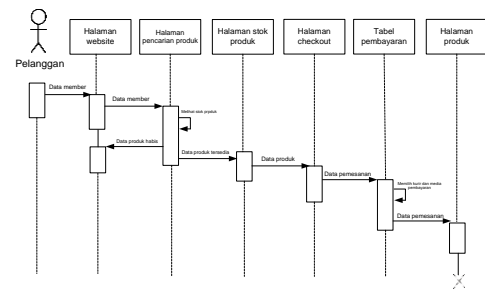 Halaman
website
Halaman
pencarian produk
Halaman stok
produk
Halaman
checkout
Tabel
pembayaran
Halaman
produk
Pelanggan
Data member
Data member
Melihat stok produk
Data produk habis
Data produk tersedia
Data produk
Data pemesanan
Memilih kurir dan media
pembayaran
Data pemesanan